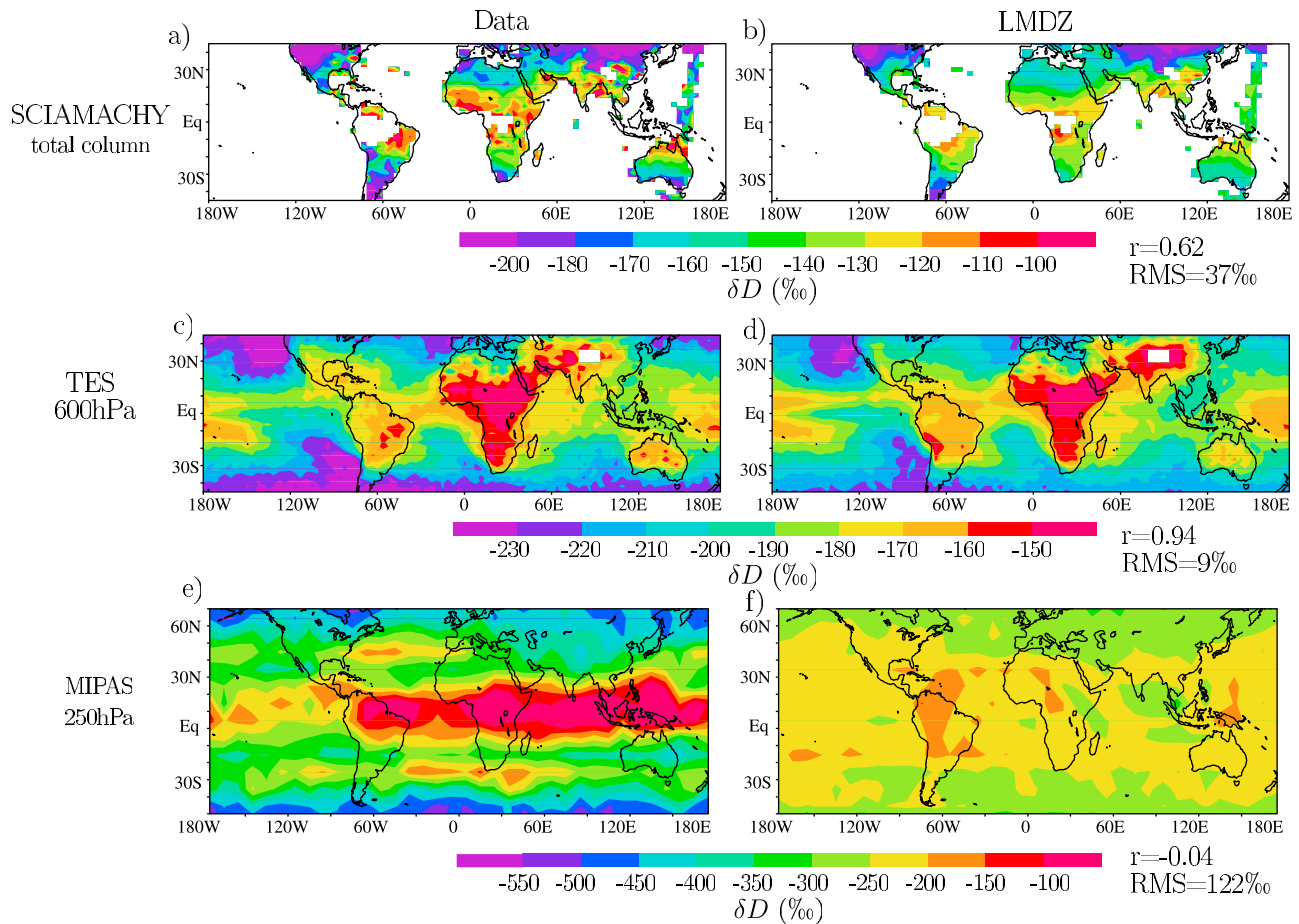 Data LMDZ
a) b)
30N 30N
SCIAMACHY
total column
Eq Eq
30S 30S
180W 120W 60W 0 60E 120E 180E 180W 120W 60W 0 60E 120E 180E
-200 -180 -170 -160 -150 -140 -130 -120 -110 -100
δD (‰)
r=0.62
RMS=37‰
c) d)
30N 30N
TES
600hPa
Eq Eq
30S 30S
180W 120W 60W 0 60E 120E 180E 180W 120W 60W 0 60E 120E 180E
-230 -220 -210 -200 -190 -180 -170 -160 -150
δD (‰)
r=0.94
RMS=9‰
e) f)
60N 60N
30N 30N
MIPAS
250hPa
Eq Eq
30S 30S
180W 120W 60W 0 60E 120E 180E 180W 120W 60W 0 60E 120E 180E
-550 -500 -450 -400 -350 -300 -250 -200 -150 -100
δD (‰)
r=-0.04
RMS=122‰